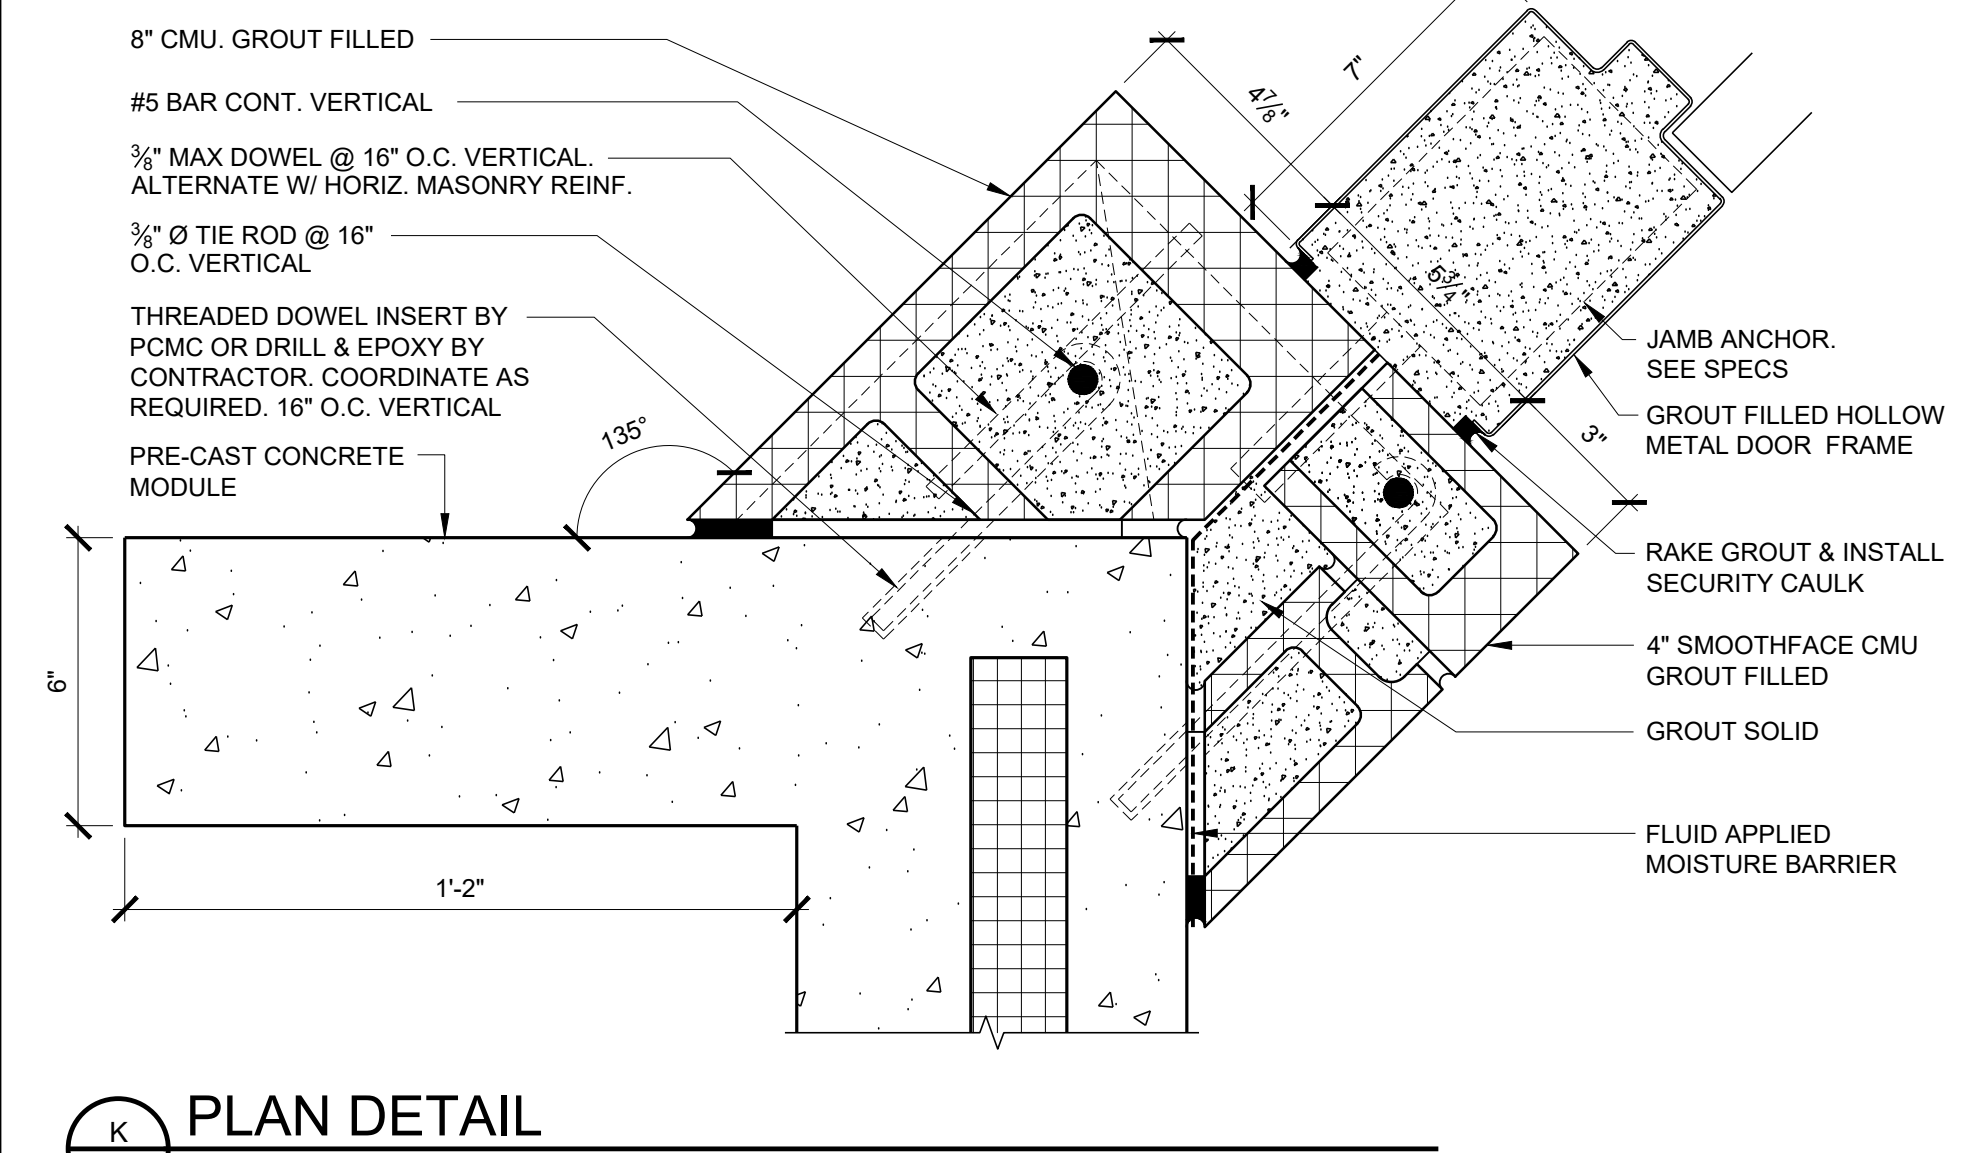 8" CMU. GROUT FILLED
#5 BAR CONT. VERTICAL
⅜" MAX DOWEL @ 16" O.C. VERTICAL.
ALTERNATE W/ HORIZ. MASONRY REINF.
⅜" Ø TIE ROD @ 16"
O.C. VERTICAL
THREADED DOWEL INSERT BY
PCMC OR DRILL & EPOXY BY
CONTRACTOR. COORDINATE AS
REQUIRED. 16" O.C. VERTICAL
PRE-CAST CONCRETE
MODULE
135°
6"
1'-2"
4⅞"
7"
5¾"
3"
JAMB ANCHOR.
SEE SPECS
GROUT FILLED HOLLOW
METAL DOOR FRAME
RAKE GROUT & INSTALL
SECURITY CAULK
4" SMOOTHFACE CMU
GROUT FILLED
GROUT SOLID
FLUID APPLIED
MOISTURE BARRIER
K
PLAN DETAIL